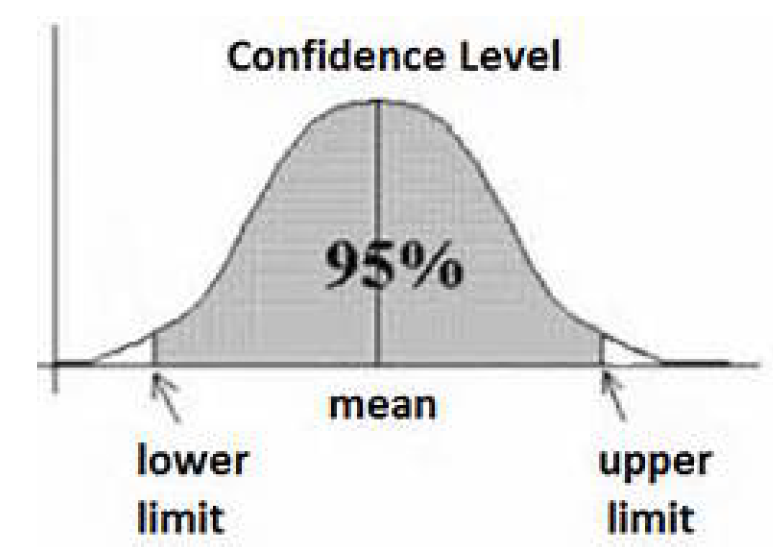 Confidence Level
95%
mean
lower
limit
upper
limit